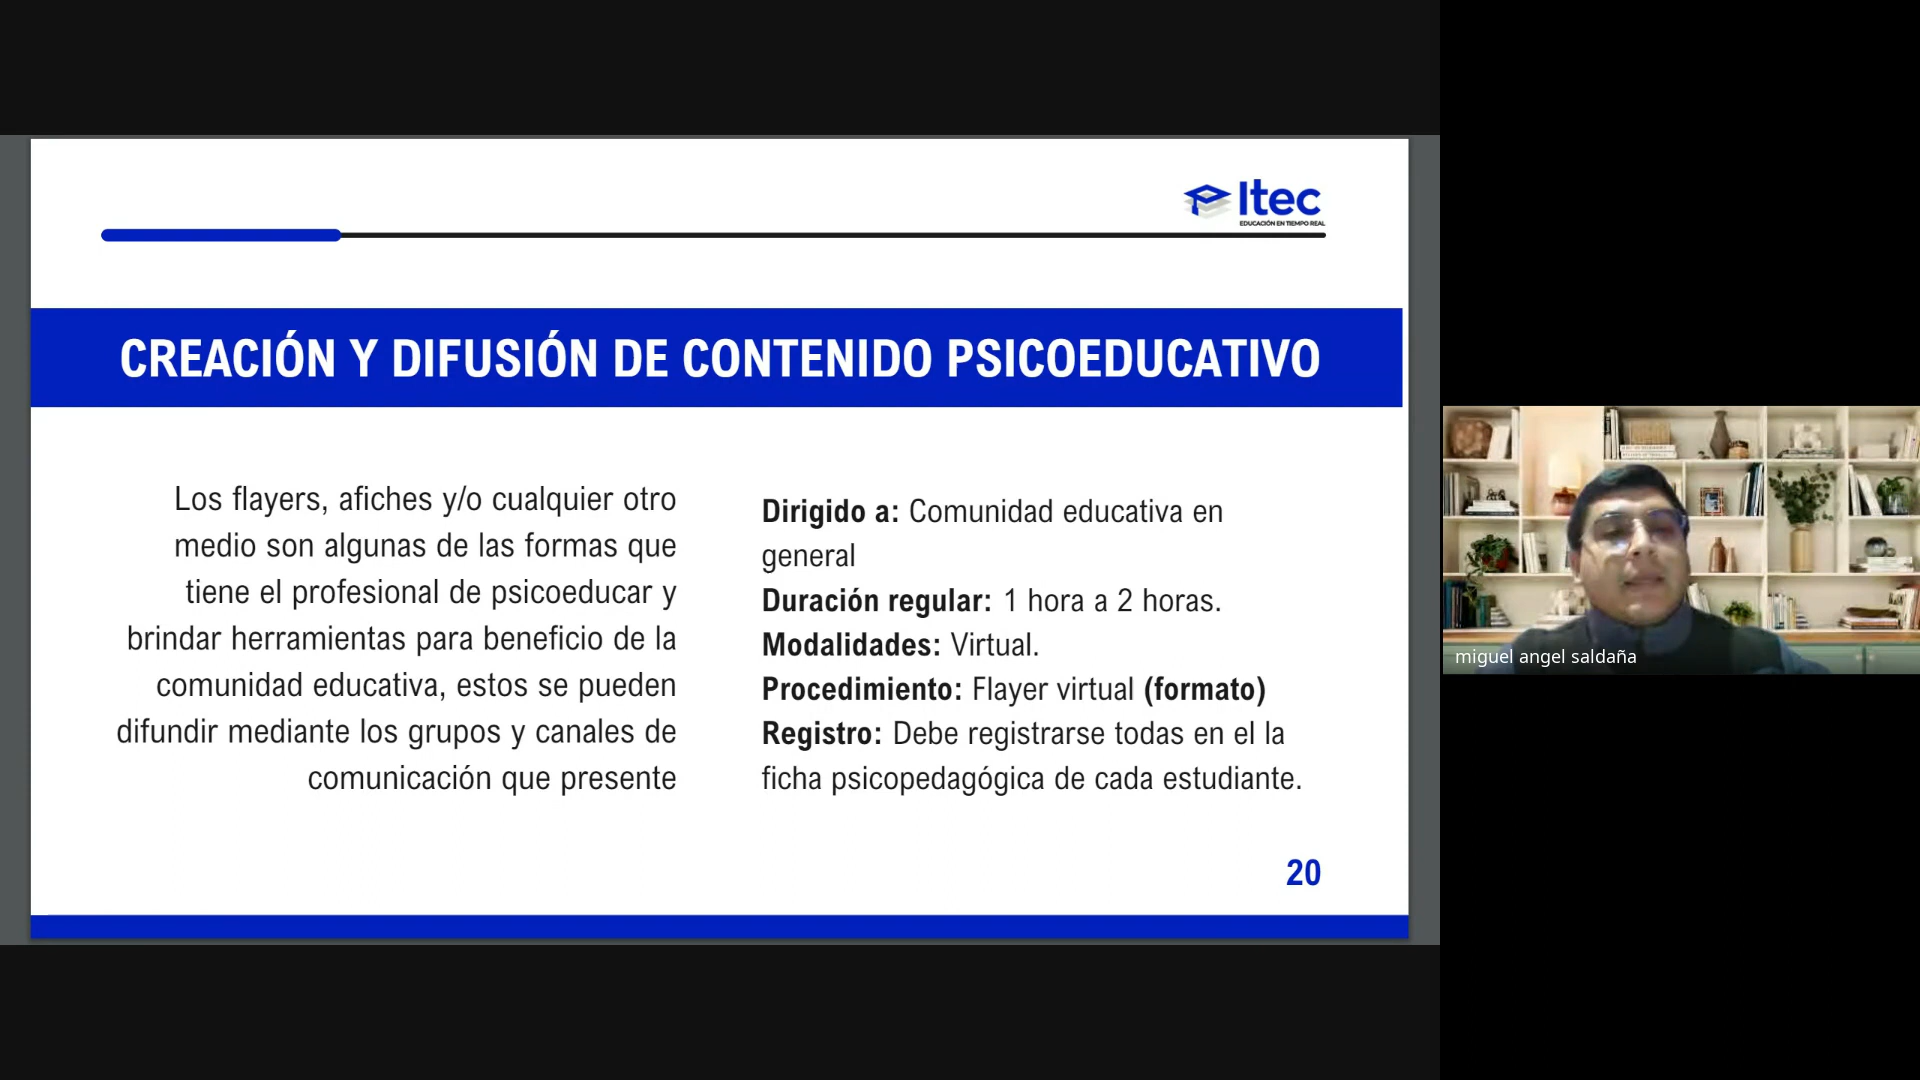 Itec
EDUCACIÓN EN TIEMPO REAL
CREACIÓN Y DIFUSIÓN DE CONTENIDO PSICOEDUCATIVO
Los flayers, afiches y/o cualquier otro
medio son algunas de las formas que
tiene el profesional de psicoeducar y
brindar herramientas para beneficio de la
comunidad educativa, estos se pueden
difundir mediante los grupos y canales de
comunicación que presente
Dirigido a: Comunidad educativa en
general
Duración regular: 1 hora a 2 horas.
Modalidades: Virtual.
Procedimiento: Flayer virtual (formato)
Registro: Debe registrarse todas en el la
ficha psicopedagógica de cada estudiante.
20
miguel angel saldaña